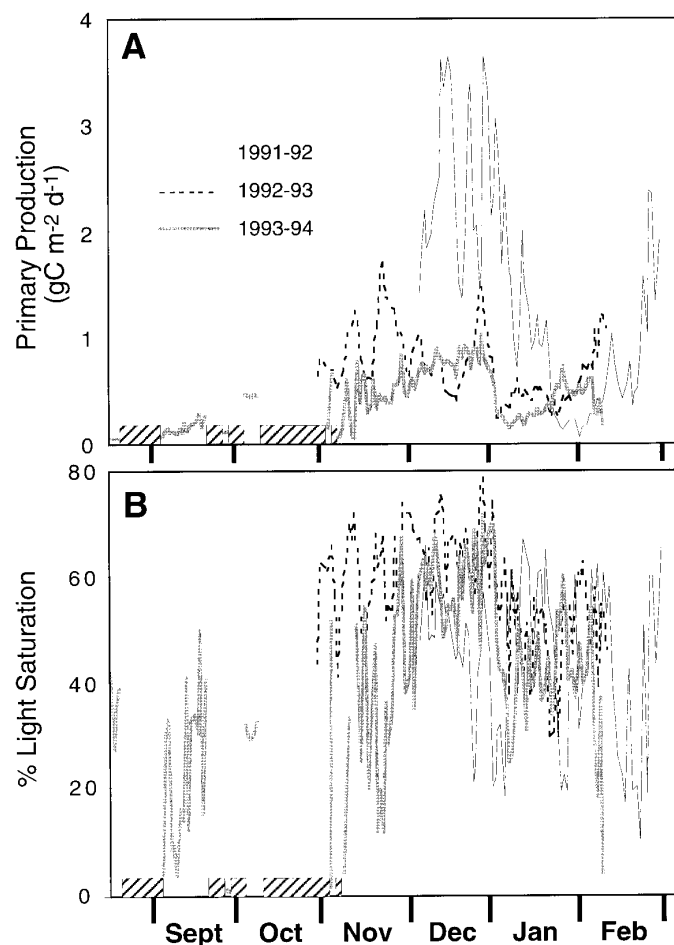 A
4
3
2
1
0
Primary Production
(gC m-2 d-1)
1991-92
1992-93
1993-94
B
80
60
40
20
0
% Light Saturation
Sept Oct Nov Dec Jan Feb